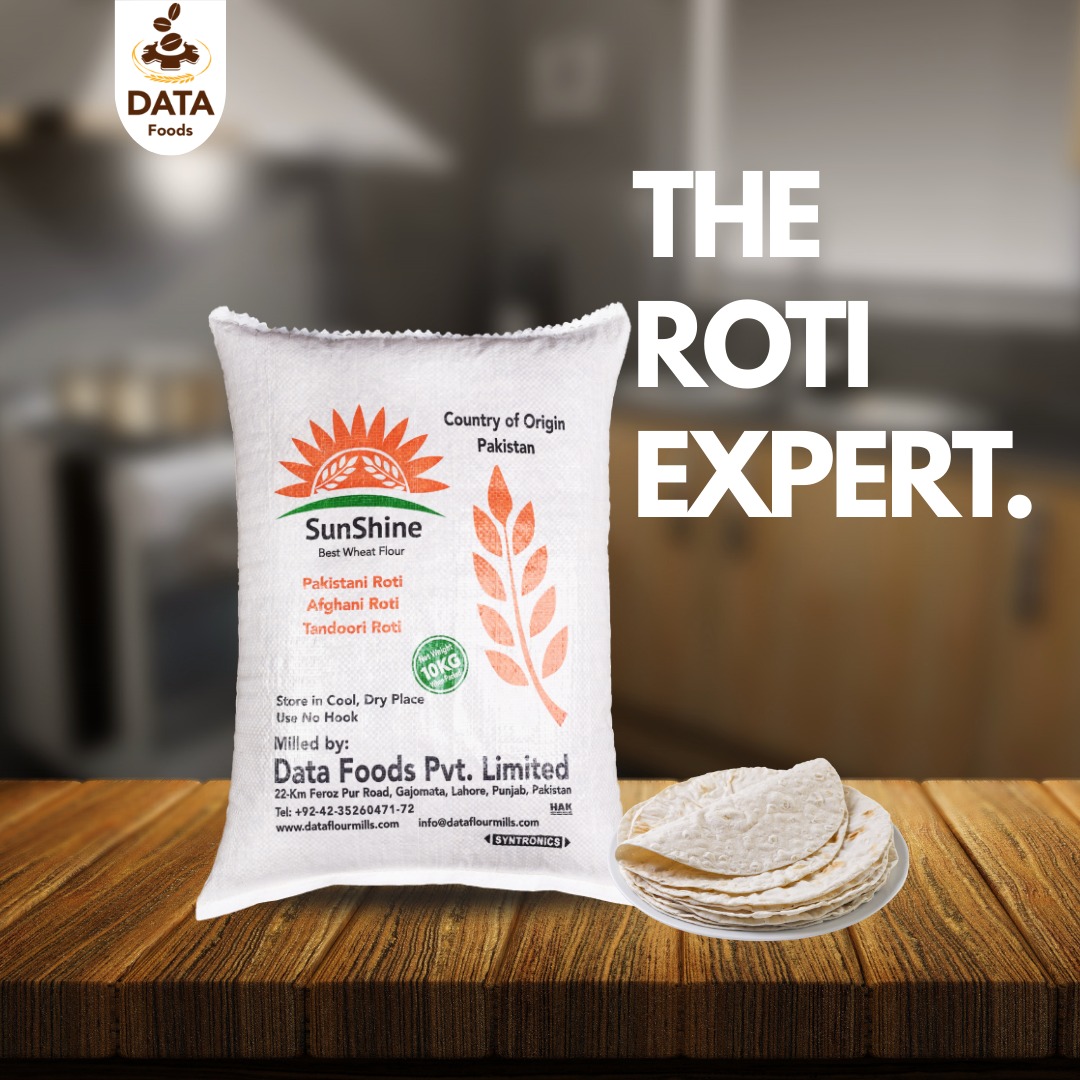 DATA
Foods
THE
ROTI
EXPERT.
Country of Origin
Pakistan
SunShine
Best Wheat Flour
Pakistani Roti
Afghani Roti
Tandoori Roti
Net Weight
10KG
Store in Cool, Dry Place
Use No Hook
Milled by:
Data Foods Pvt. Limited
22-Km Feroz Pur Road, Gajomata, Lahore, Punjab, Pakistan
Tel: +92-42-35260471-72
HAK
www.dataflourmills.com info@dataflourmills.com
SYNTRONICS